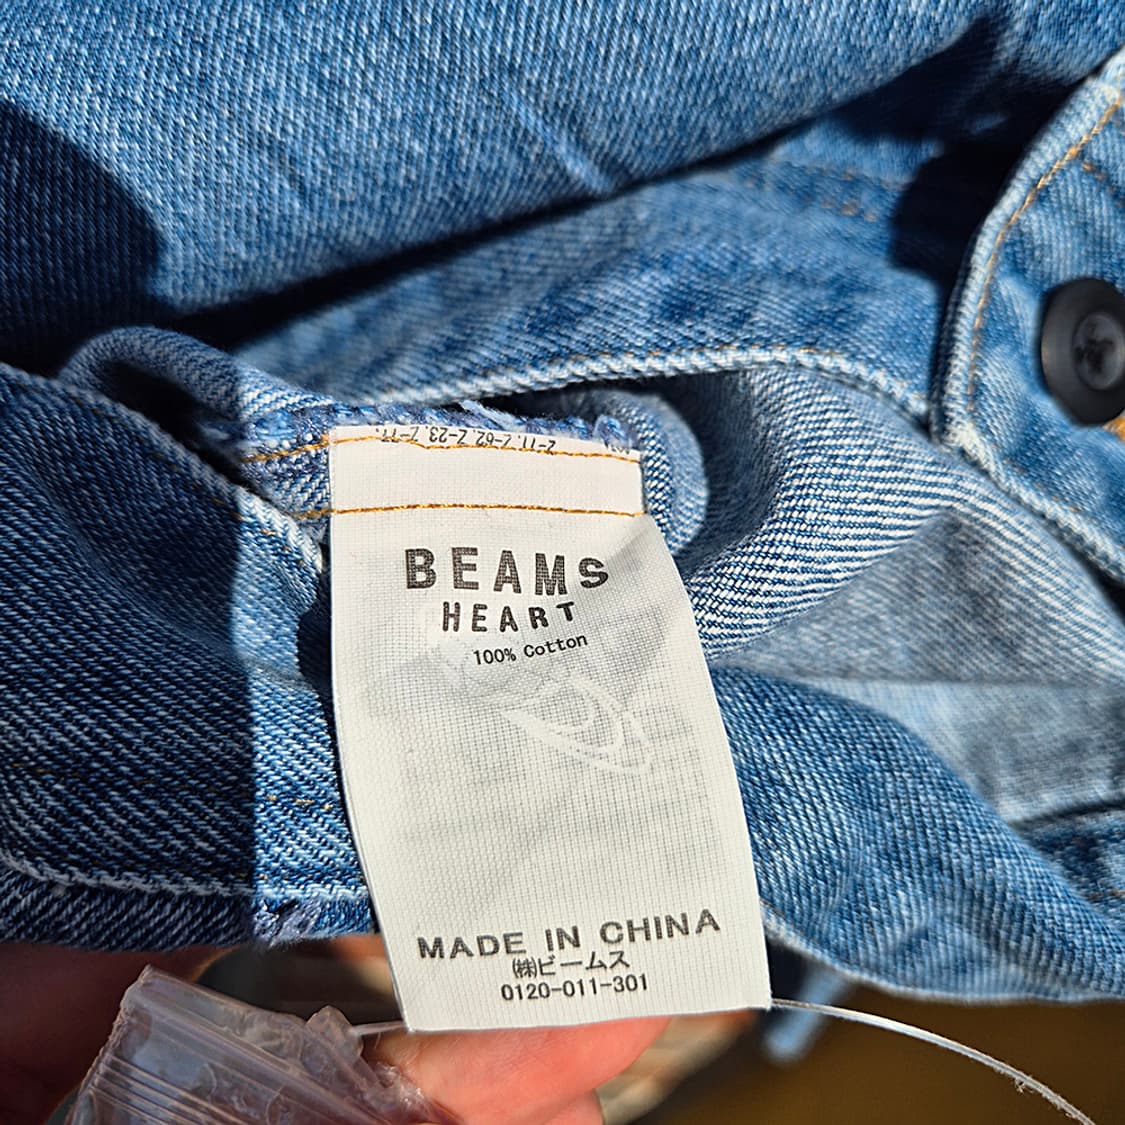 BEAMS
HEART
100% Cotton
MADE IN CHINA
㈱ビームス
0120-011-301